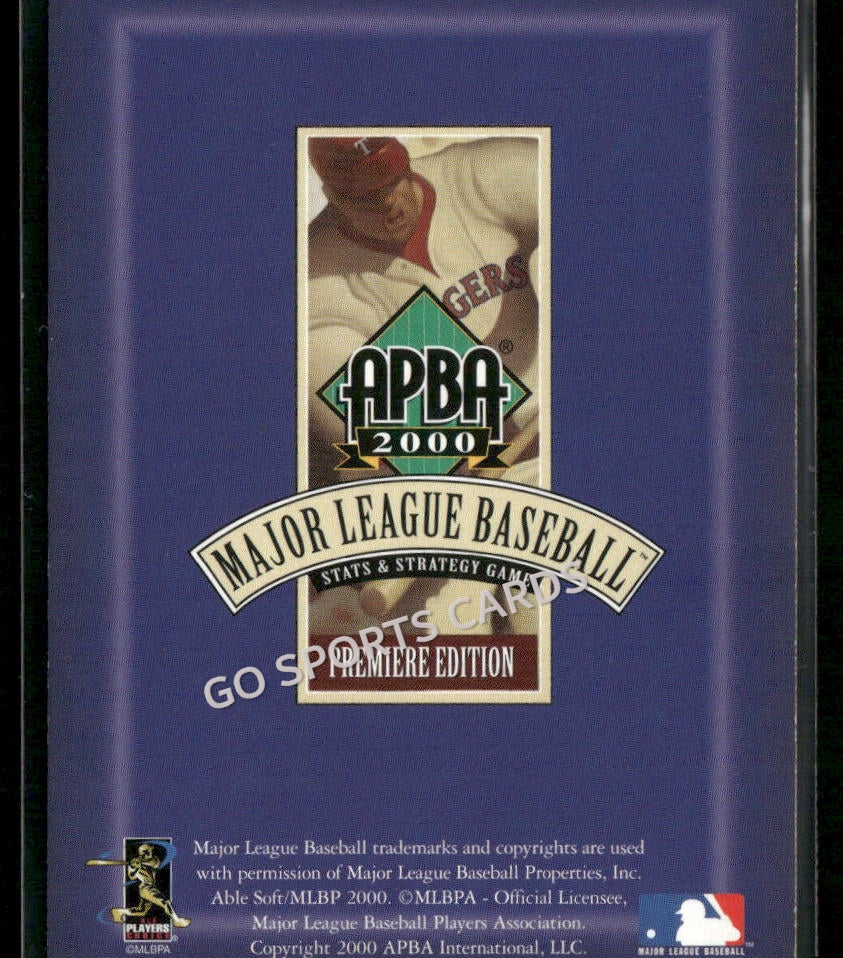 T
GERS
APBA®
2000
MAJOR LEAGUE BASEBALL™
STATS & STRATEGY GAME
GO SPORTS CARDS
PREMIERE EDITION
Major League Baseball trademarks and copyrights are used
with permission of Major League Baseball Properties, Inc.
Able Soft/MLBP 2000. ©MLBPA - Official Licensee,
Major League Baseball Players Association.
Copyright 2000 APBA International, LLC.
PLAYERS
CHOICE®
©MLBPA
MAJOR LEAGUE BASEBALL™